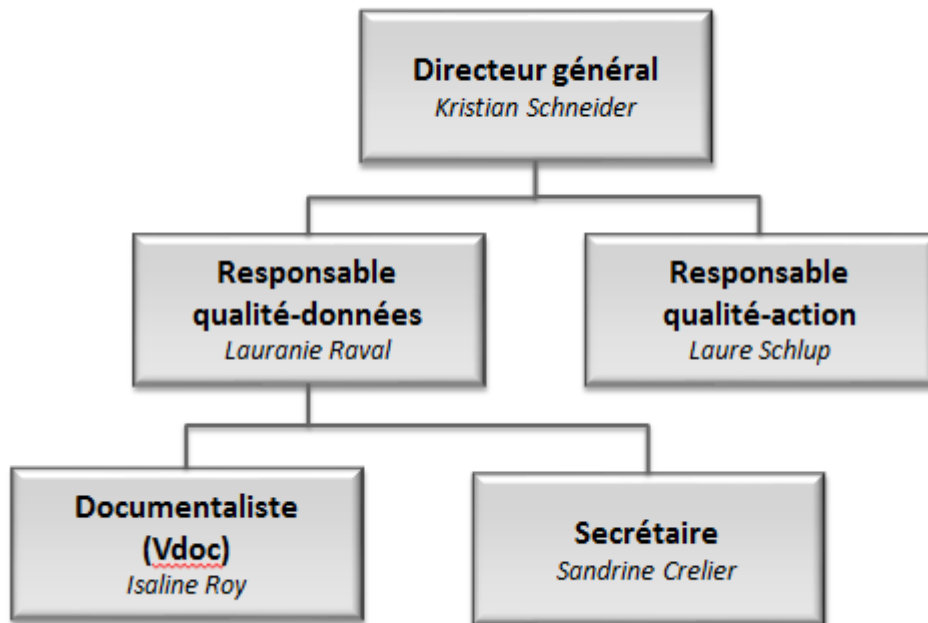 Directeur général
Kristian Schneider
Responsable
qualité-données
Lauranie Raval
Responsable
qualité-action
Laure Schlup
Documentaliste
(Vdoc)
Isaline Roy
Secrétaire
Sandrine Crelier